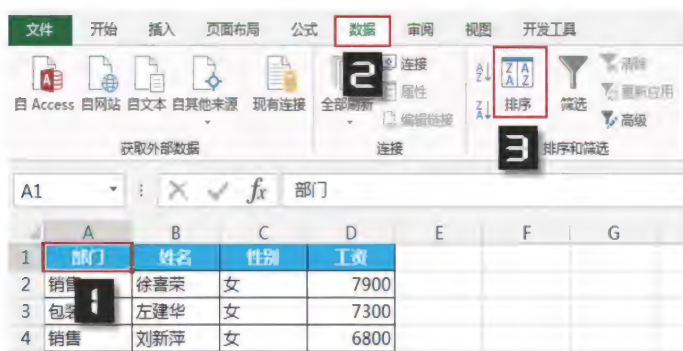 文件 开始 插入 页面布局 公式 数据 审阅 视图 开发工具
2
连接
属性
编辑链接
清除
重新应用
高级
自 Access 自网站 自文本 自其他来源 现有连接 全部刷新 排序 筛选
3
获取外部数据 连接 排序和筛选
A1 fx 部门
A B C D E F G
1 部门 姓名 性别 工资
2 销售 徐喜荣 女 7900
1
3 包装 左建华 女 7300
4 销售 刘新萍 女 6800